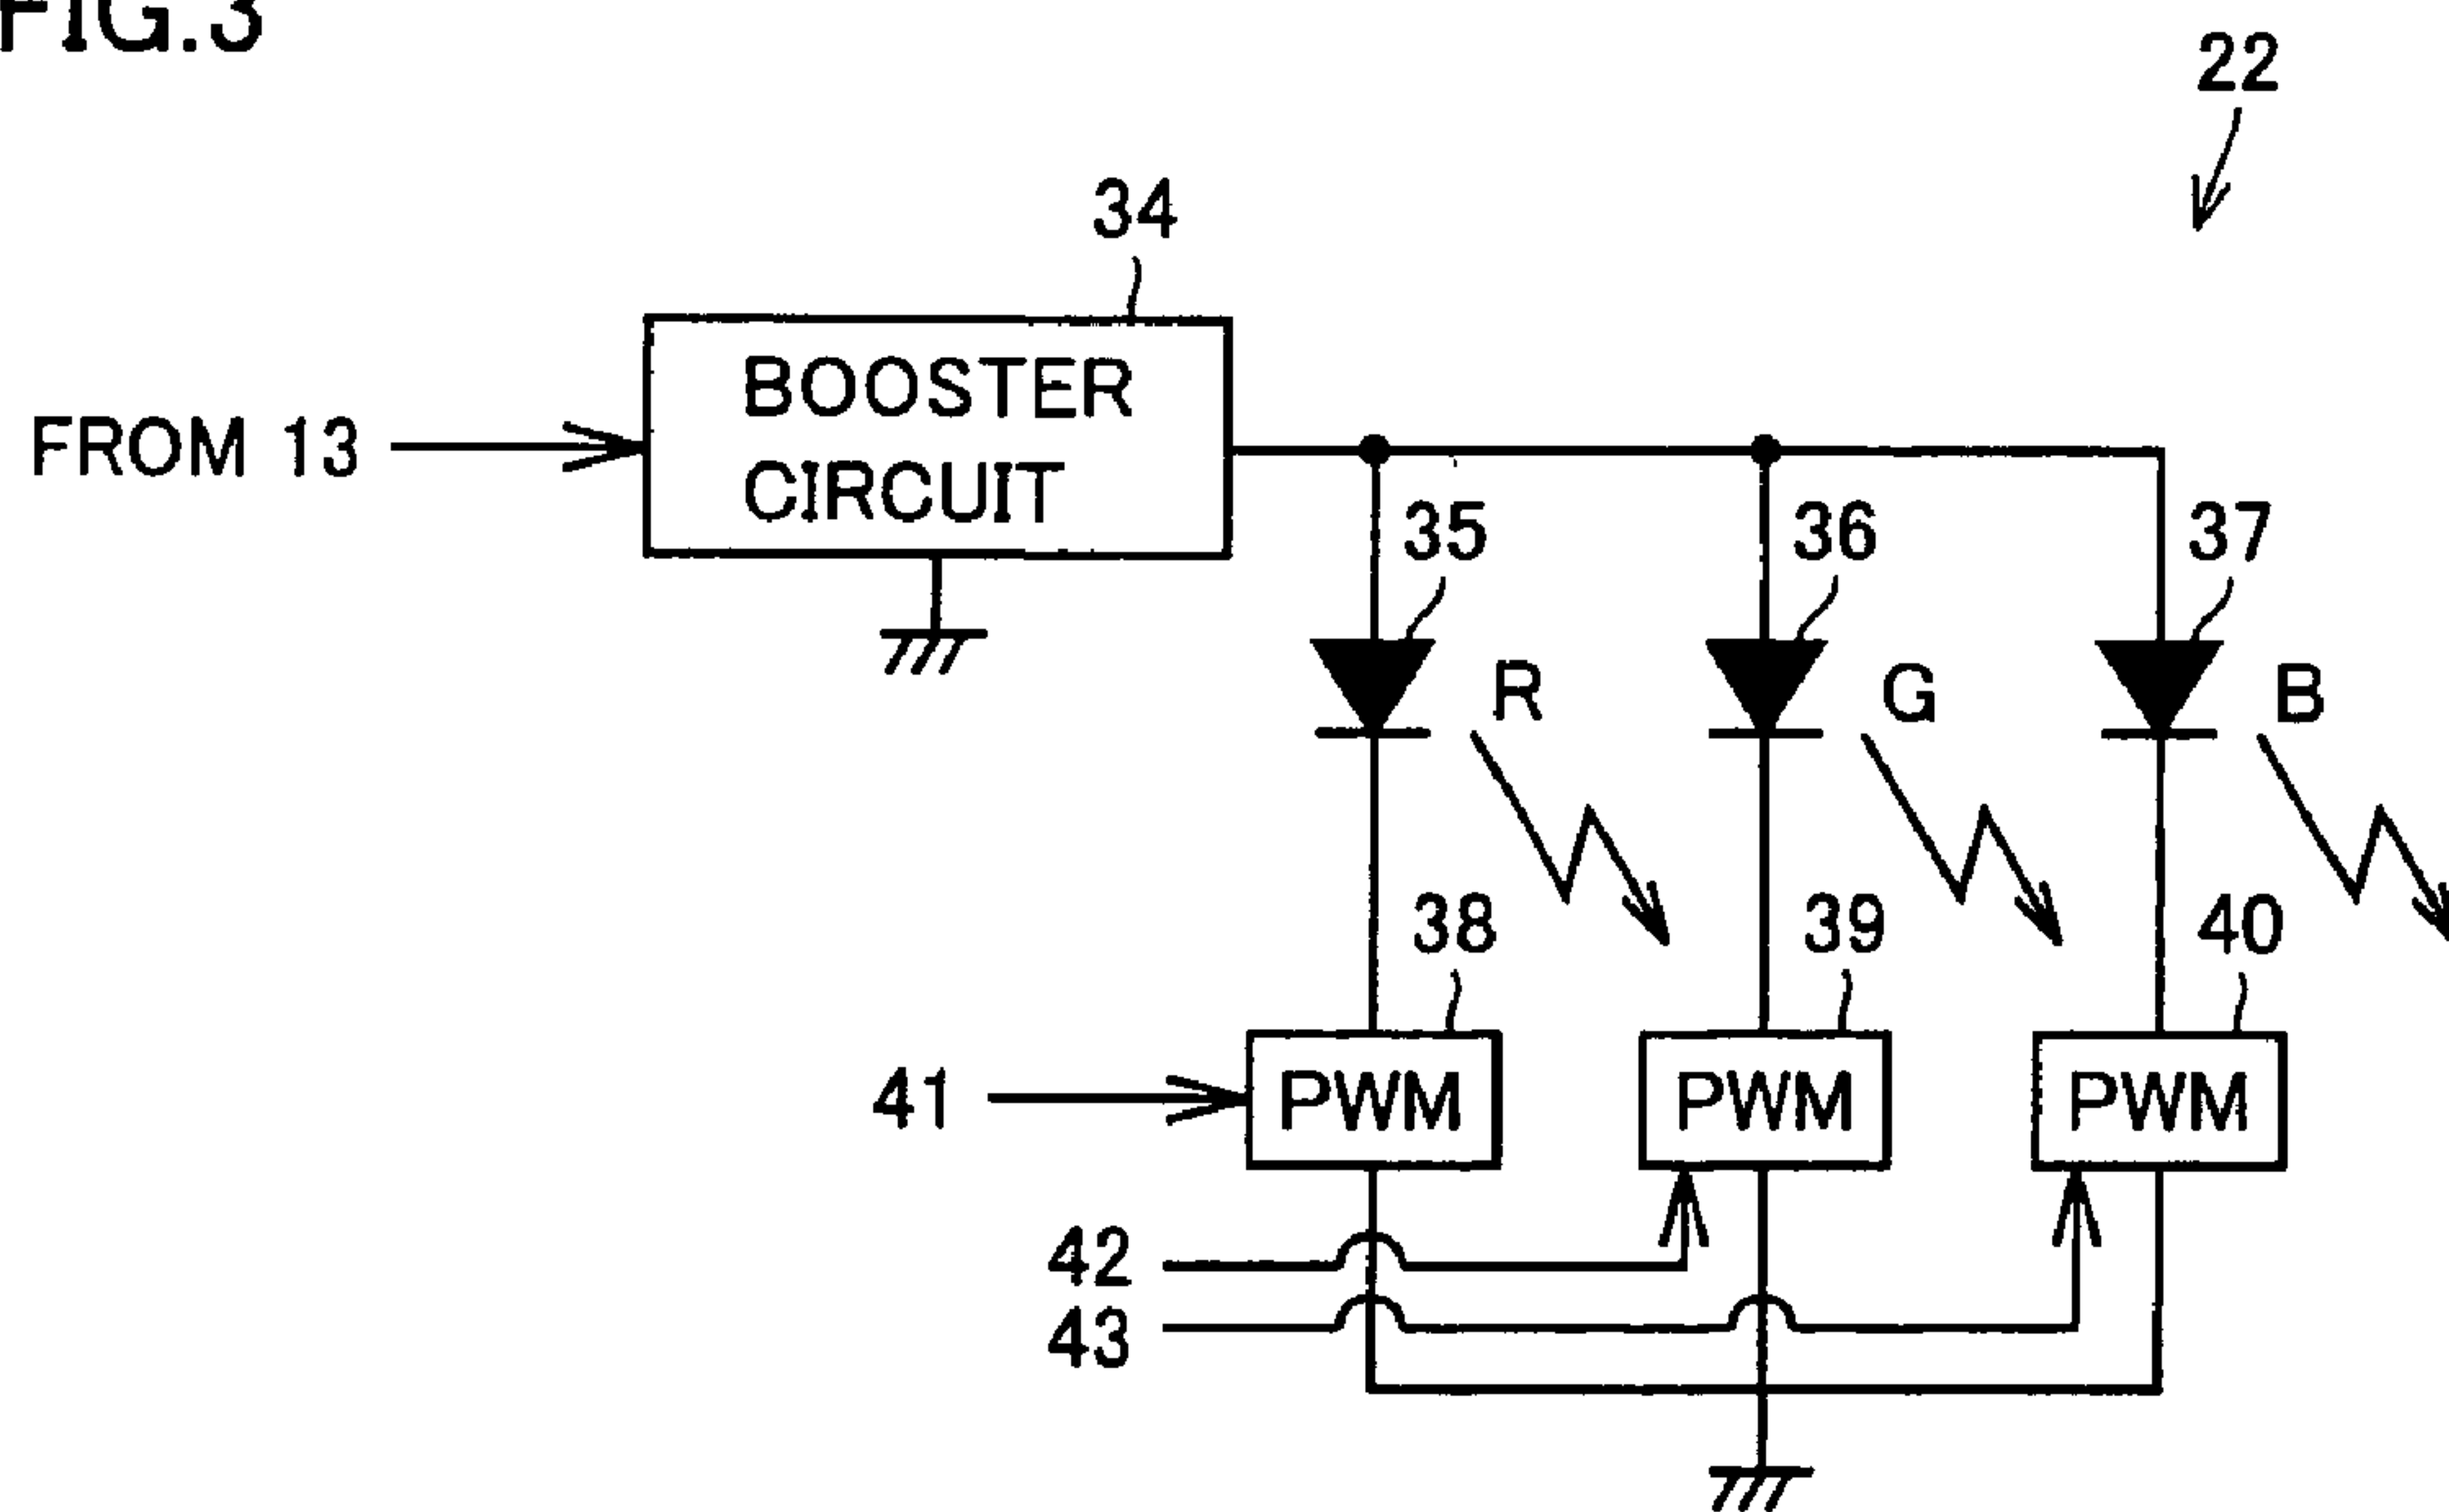 FIG.3
22
34
BOOSTER
CIRCUIT
FROM 13
35
36
37
R
G
B
38
39
40
41
PWM
PWM
PWM
42
43